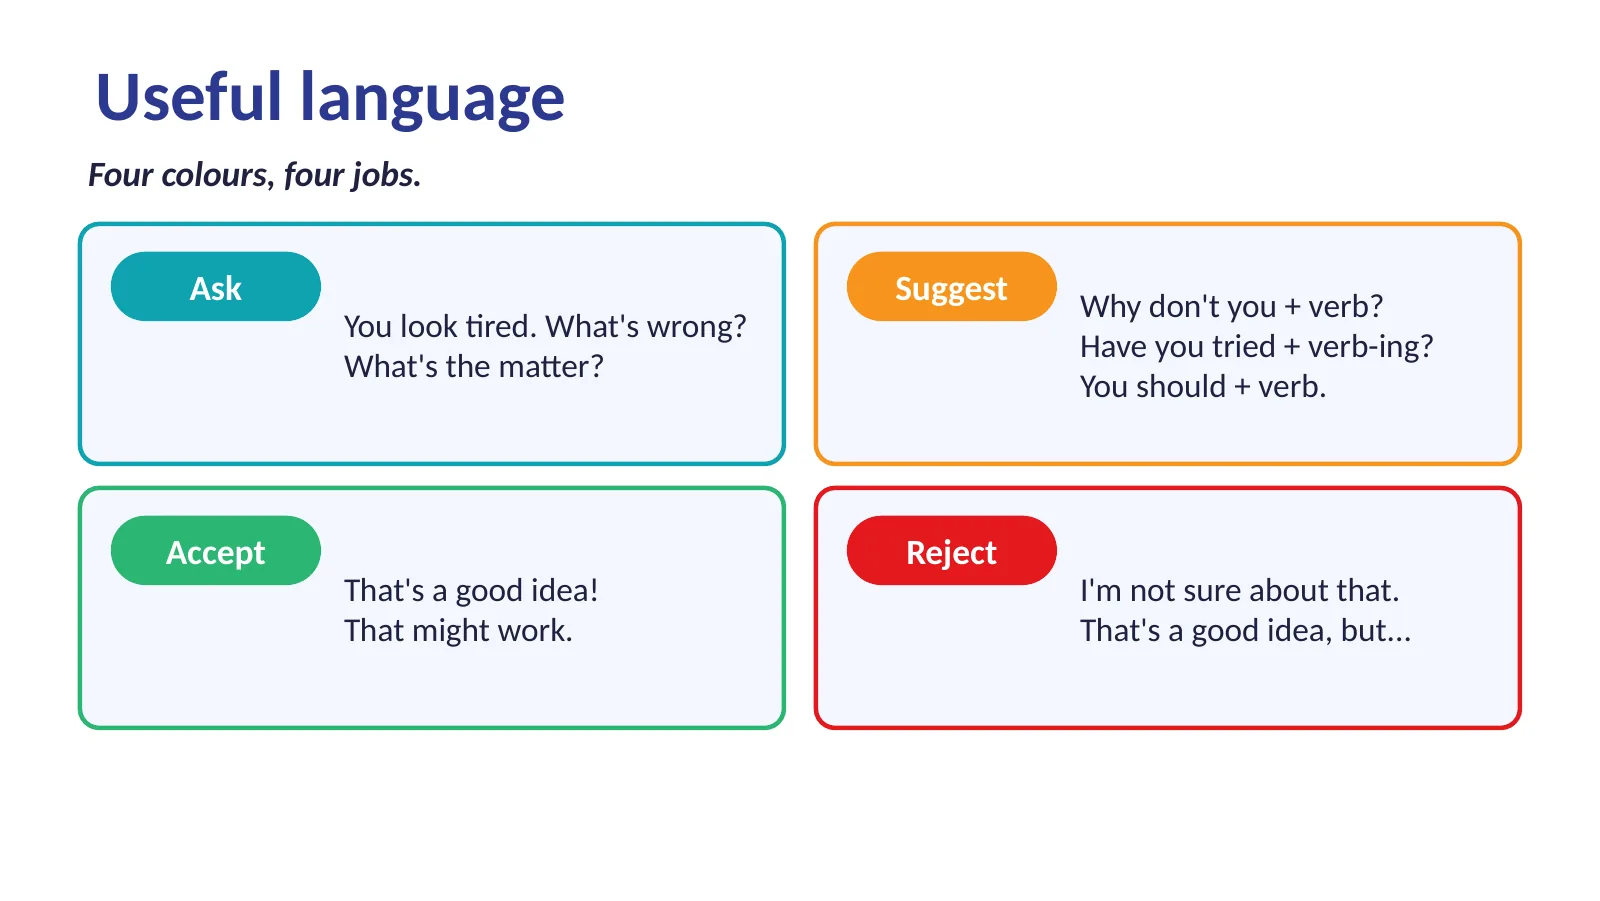 Useful language
Four colours, four jobs.
Ask
You look tired. What's wrong?
What's the matter?
Suggest
Why don't you + verb?
Have you tried + verb-ing?
You should + verb.
Accept
That's a good idea!
That might work.
Reject
I'm not sure about that.
That's a good idea, but...